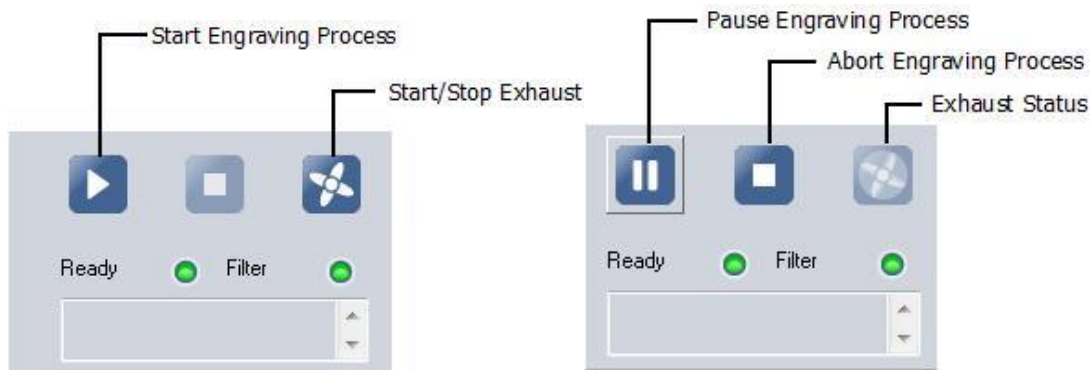 Start Engraving Process
Start/Stop Exhaust
Ready Filter
Pause Engraving Process
Abort Engraving Process
Exhaust Status
Ready Filter